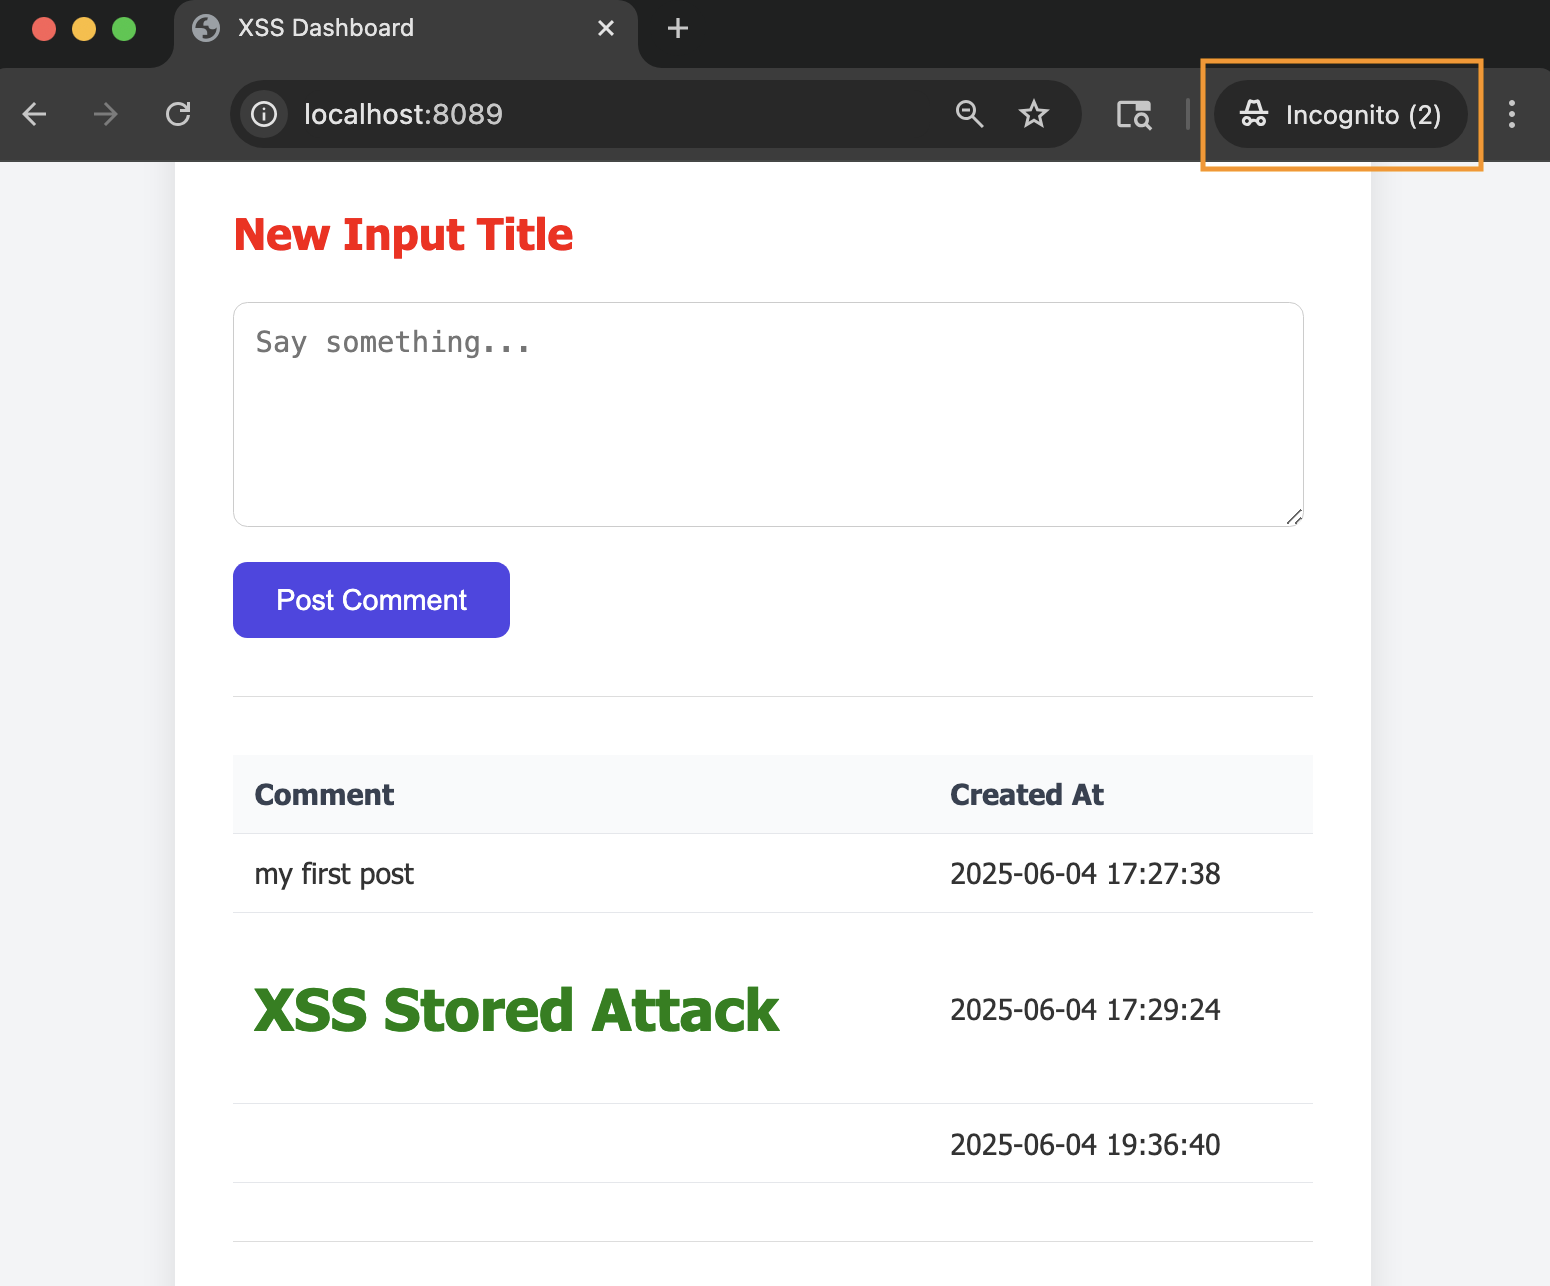 XSS Dashboard
localhost:8089
Incognito (2)
New Input Title
Say something...
Post Comment
Comment Created At
my first post 2025-06-04 17:27:38
XSS Stored Attack 2025-06-04 17:29:24
2025-06-04 19:36:40